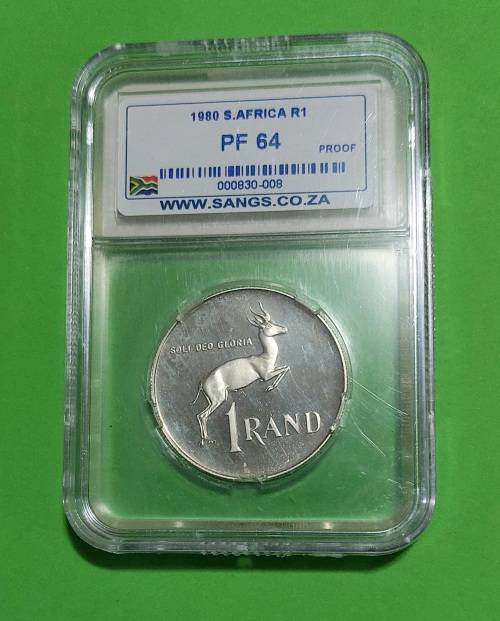 1980 S.AFRICA R1
PF 64
PROOF
000830-008
WWW.SANGS.CO.ZA
SOLI DEO GLORIA
1 RAND